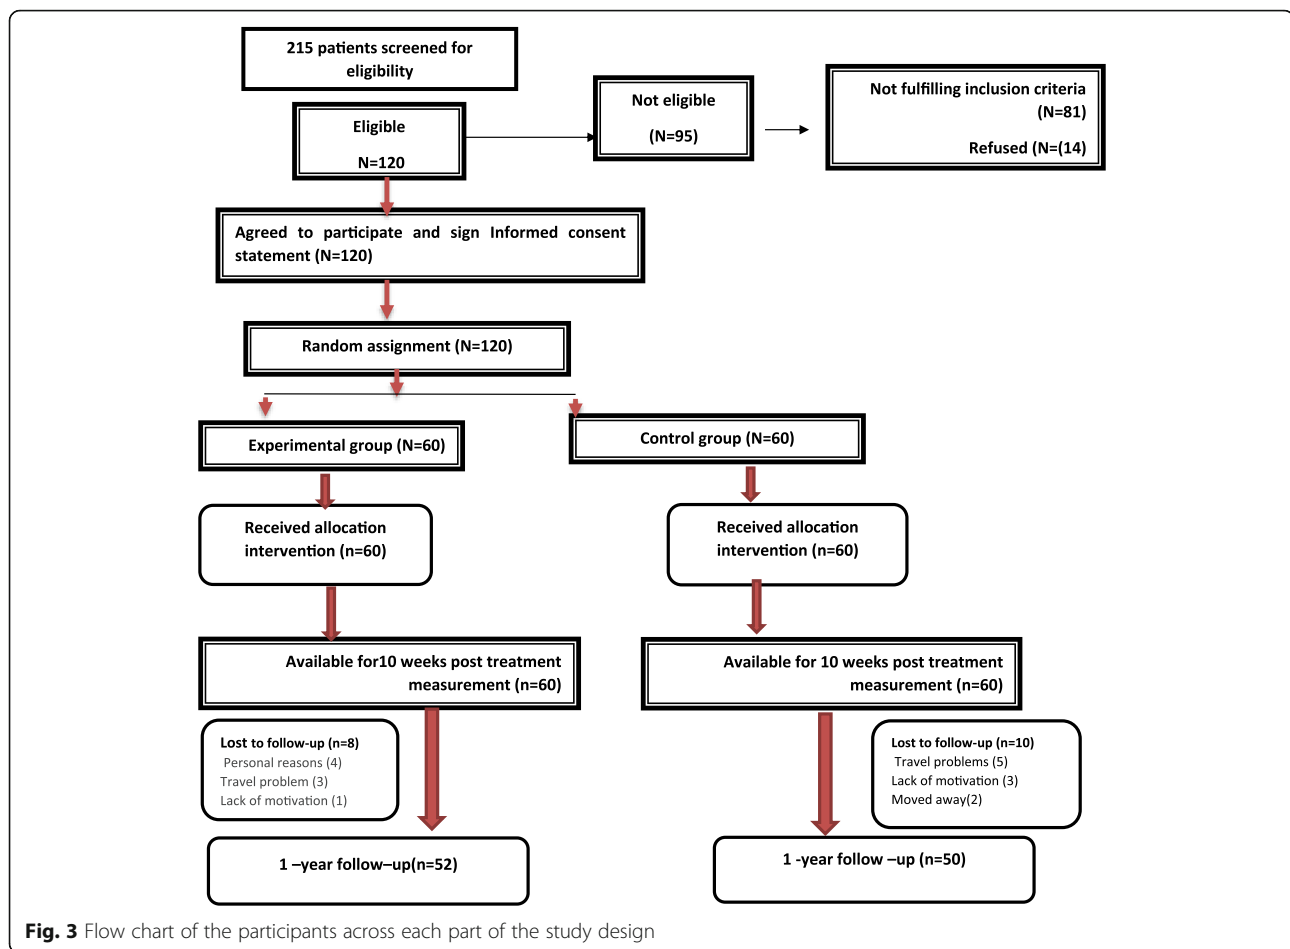 215 patients screened for
eligibility
Eligible
N=120
Not eligible
(N=95)
Not fulfilling inclusion criteria
(N=81)
Refused (N=(14)
Agreed to participate and sign Informed consent
statement (N=120)
Random assignment (N=120)
Experimental group (N=60)
Control group (N=60)
Received allocation
intervention (n=60)
Received allocation
intervention (n=60)
Available for10 weeks post treatment
measurement (n=60)
Available for 10 weeks post treatment
measurement (n=60)
Lost to follow-up (n=8)
Personal reasons (4)
Travel problem (3)
Lack of motivation (1)
Lost to follow-up (n=10)
Travel problems (5)
Lack of motivation (3)
Moved away(2)
1 –year follow–up(n=52)
1 -year follow –up (n=50)
Fig. 3 Flow chart of the participants across each part of the study design